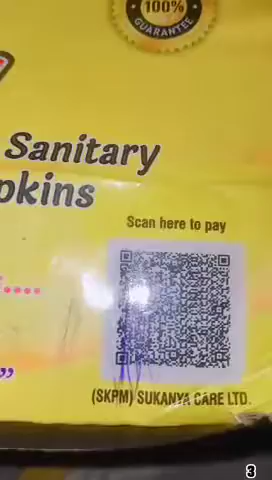 100%
GUARANTEE
Sanitary
pkins
Scan here to pay
(SKPM) SUKANYA CARE LTD.
3